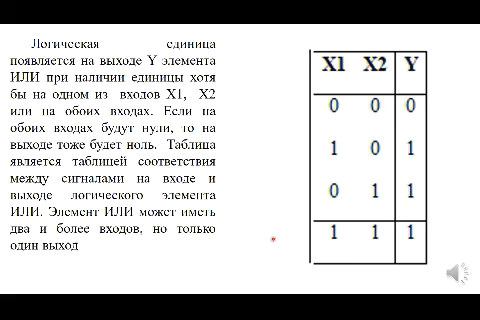 Логическая единица
появляется на выходе Y элемента
ИЛИ при наличии единицы хотя
бы на одном из входов X1, X2
или на обоих входах. Если на
обоих входах будут нули, то на
выходе тоже будет ноль. Таблица
является таблицей соответствия
между сигналами на входе и
выходе логического элемента
ИЛИ. Элемент ИЛИ может иметь
два и более входов, но только
один выход
X1 X2 Y
0 0 0
1 0 1
0 1 1
1 1 1